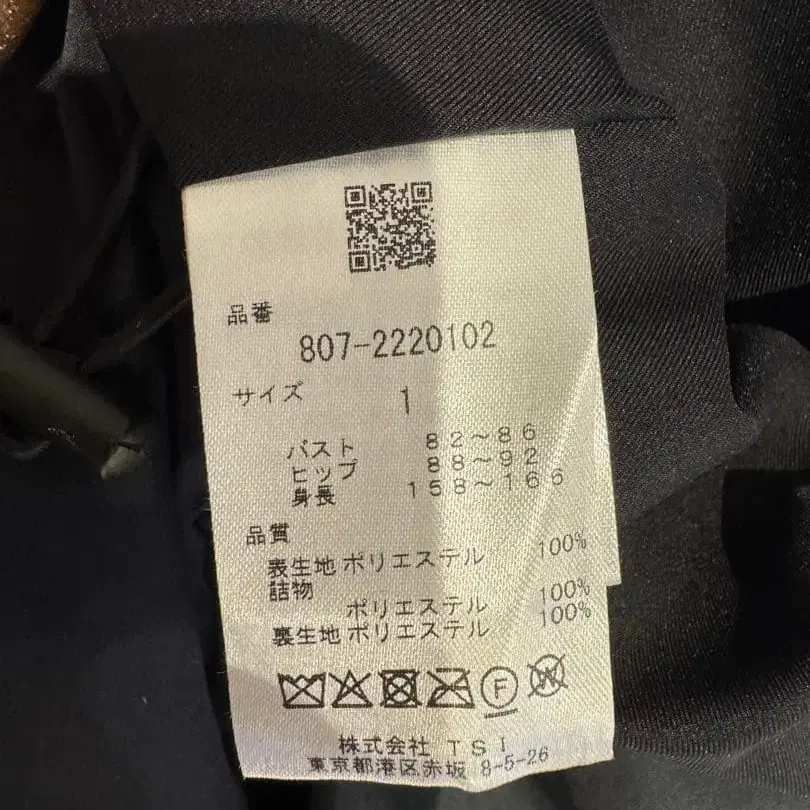 品番
807-2220102
サイズ 1
バスト 82～86
ヒップ 88～92
身長 158～166
品質
表生地 ポリエステル 100%
詰物
ポリエステル 100%
裏生地 ポリエステル 100%
F
W
株式会社 TSI
東京都港区赤坂 8-5-26